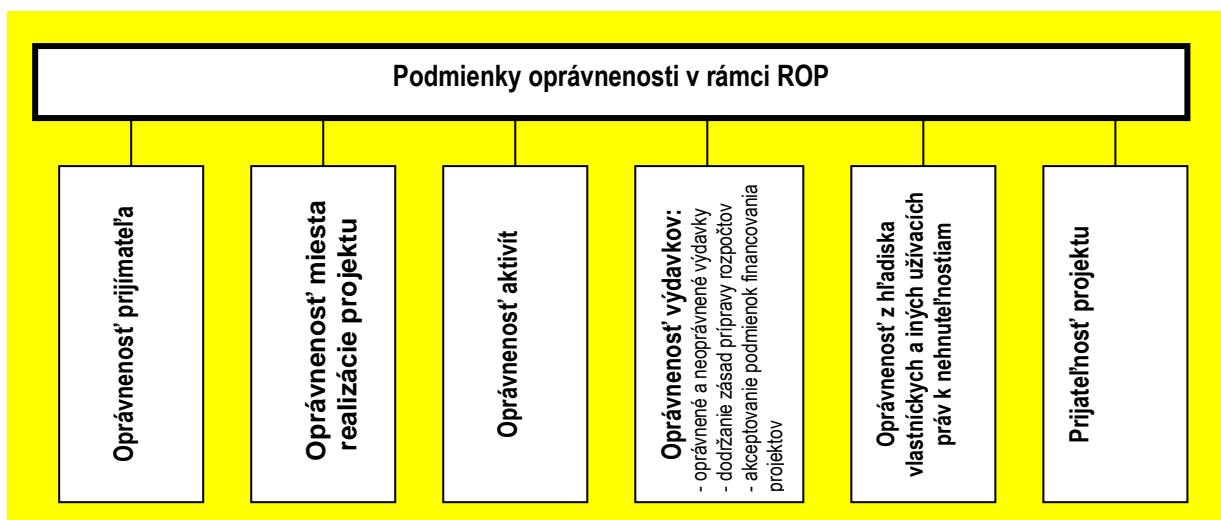 Podmienky oprávnenosti v rámci ROP
Oprávnenosť prijímateľa
Oprávnenosť miesta
realizácie projektu
Oprávnenosť aktivít
Oprávnenosť výdavkov:
- oprávnené a neoprávnené výdavky
- dodržanie zásad prípravy rozpočtov
- akceptovanie podmienok financovania
projektov
Oprávnenosť z hľadiska
vlastníckych a iných užívacích
práv k nehnuteľnostiam
Prijateľnosť projektu